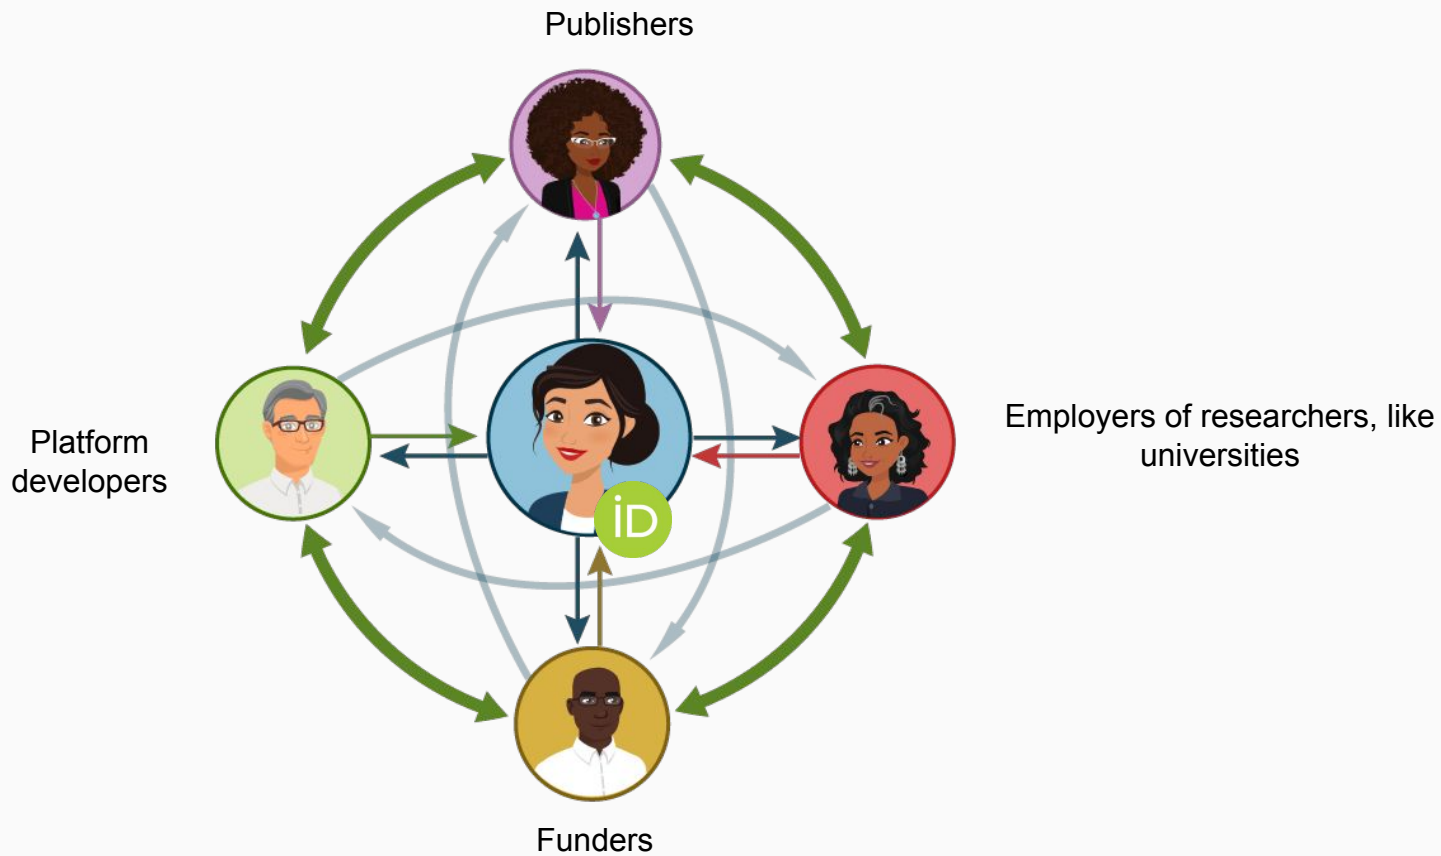 Publishers
Platform
developers
Employers of researchers, like
universities
iD
Funders